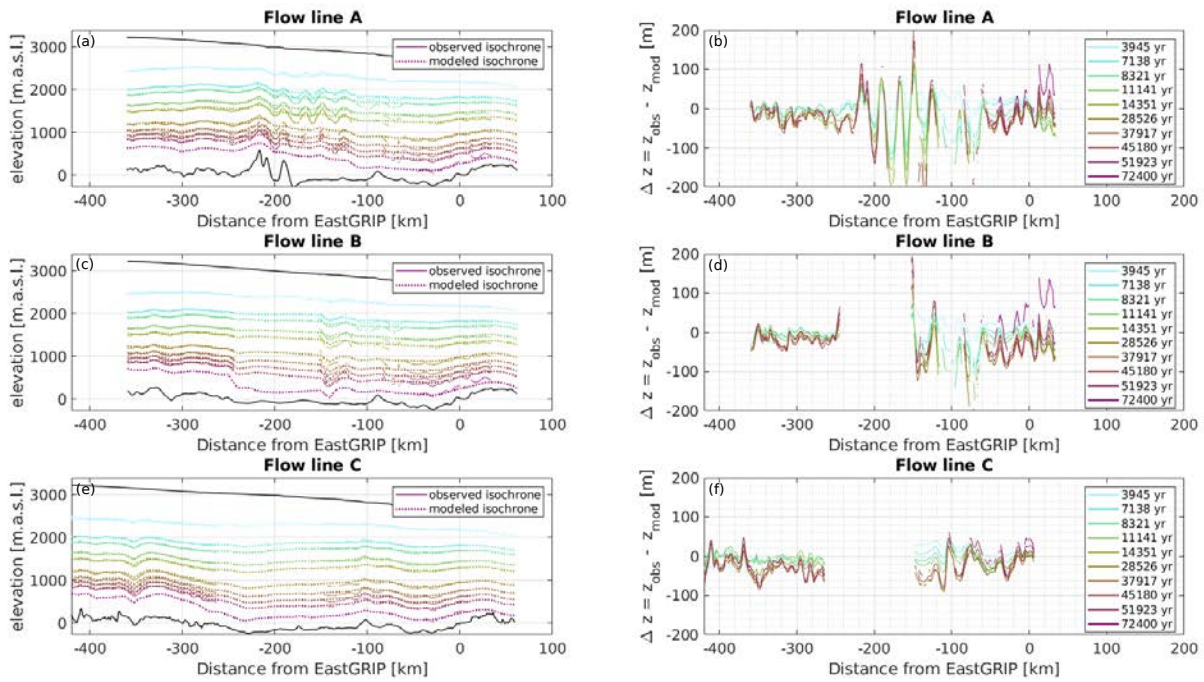 Flow line A
(a)
observed isochrone
modeled isochrone
3000
2000
1000
0
elevation [m.a.s.l.]
-400 -300 -200 -100 0 100
Distance from EastGRIP [km]
Flow line A
(b)
200
100
0
-100
-200
Δ z = z_obs - z_mod [m]
3945 yr
7138 yr
8321 yr
11141 yr
14351 yr
28526 yr
37917 yr
45180 yr
51923 yr
72400 yr
-400 -300 -200 -100 0 100 200
Distance from EastGRIP [km]
Flow line B
(c)
observed isochrone
modeled isochrone
3000
2000
1000
0
elevation [m.a.s.l.]
-400 -300 -200 -100 0 100
Distance from EastGRIP [km]
Flow line B
(d)
200
100
0
-100
-200
Δ z = z_obs - z_mod [m]
3945 yr
7138 yr
8321 yr
11141 yr
14351 yr
28526 yr
37917 yr
45180 yr
51923 yr
72400 yr
-400 -300 -200 -100 0 100 200
Distance from EastGRIP [km]
Flow line C
(e)
observed isochrone
modeled isochrone
3000
2000
1000
0
elevation [m.a.s.l.]
-400 -300 -200 -100 0 100
Distance from EastGRIP [km]
Flow line C
(f)
200
100
0
-100
-200
Δ z = z_obs - z_mod [m]
3945 yr
7138 yr
8321 yr
11141 yr
14351 yr
28526 yr
37917 yr
45180 yr
51923 yr
72400 yr
-400 -300 -200 -100 0 100 200
Distance from EastGRIP [km]